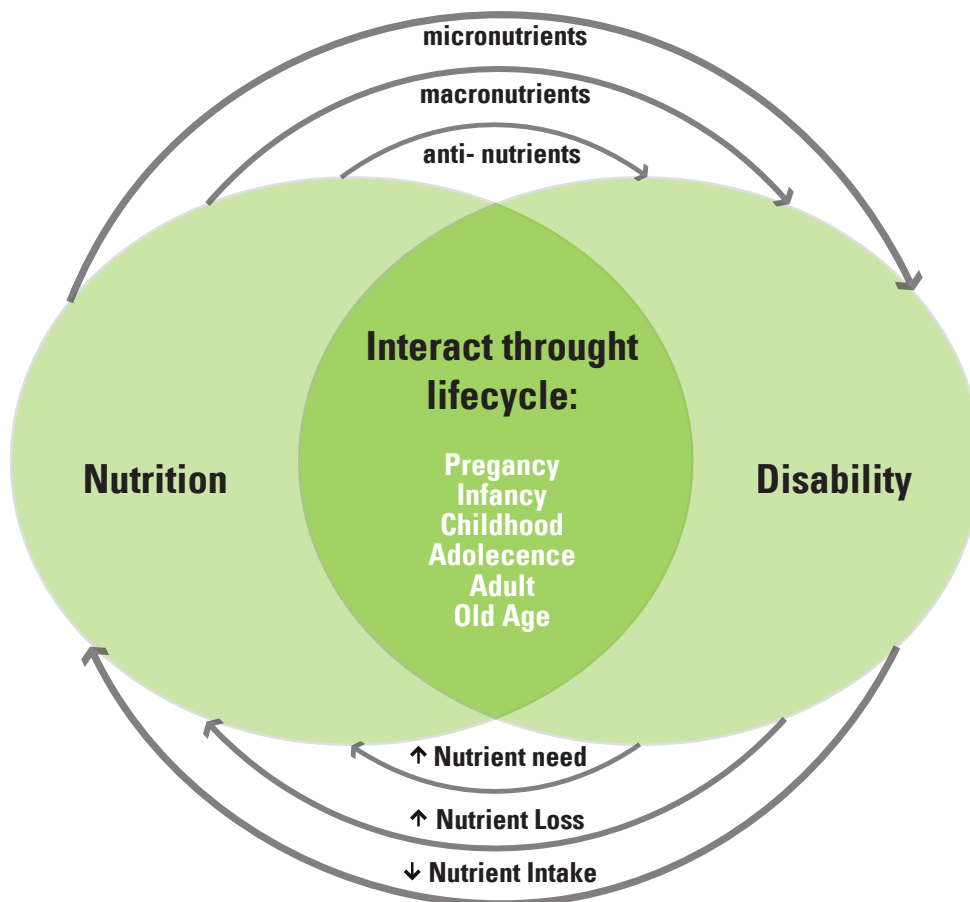 micronutrients
macronutrients
anti- nutrients
Interact throught
lifecycle:
Nutrition
Pregancy
Infancy
Childhood
Adolecence
Adult
Old Age
Disability
↑ Nutrient need
↑ Nutrient Loss
↓ Nutrient Intake